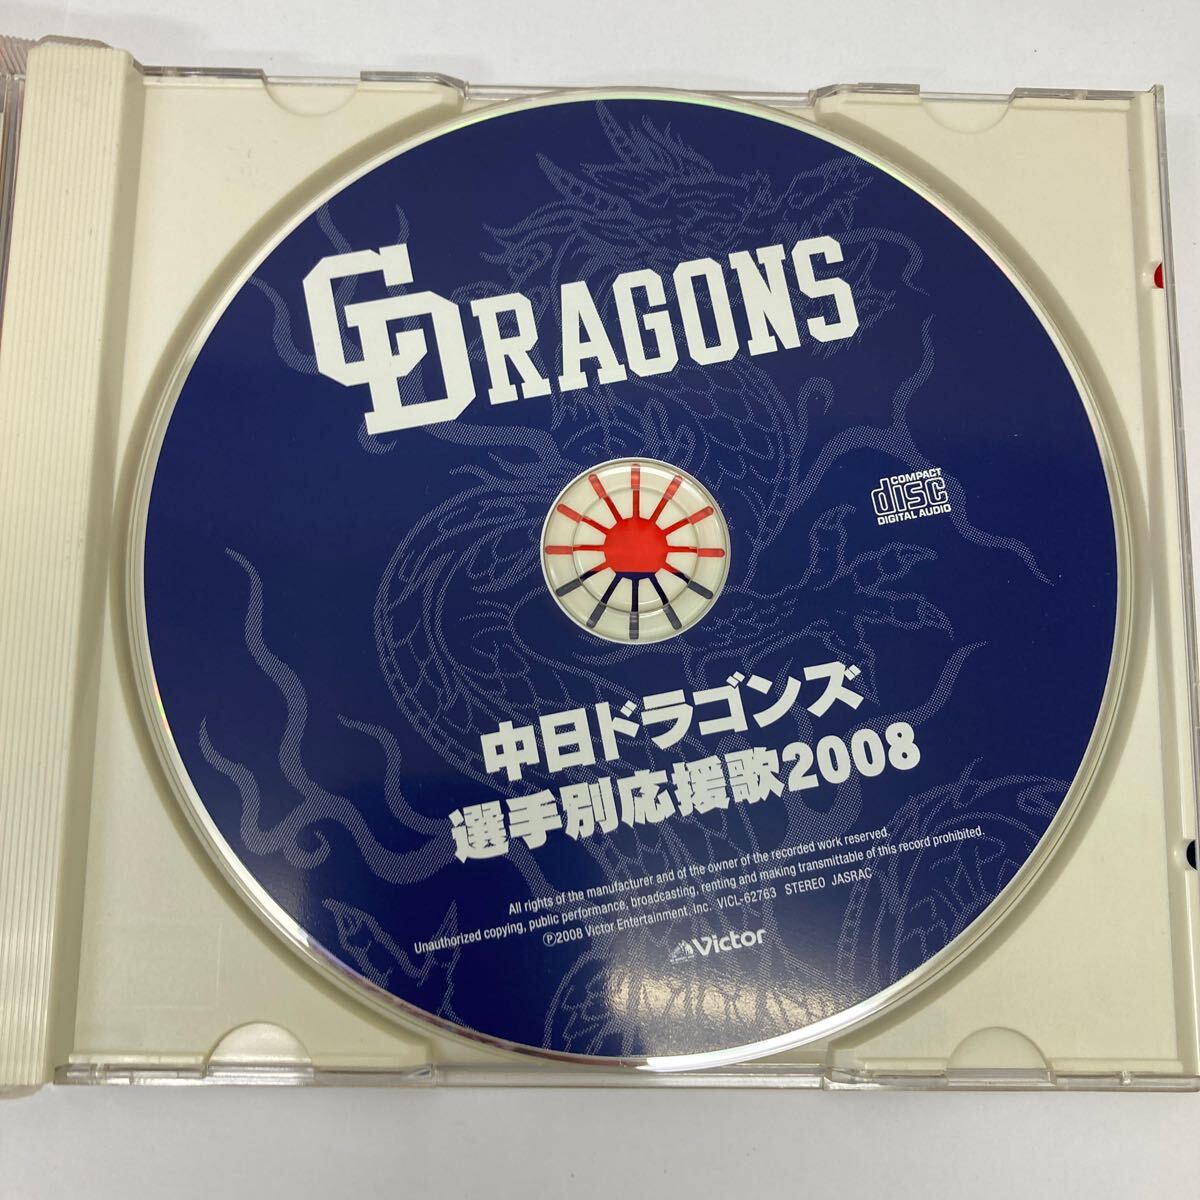 CDRAGONS
COMPACT
disc
DIGITAL AUDIO
中日ドラゴンズ
選手別応援歌2008
All rights of the manufacturer and of the owner of the recorded work reserved.
Unauthorized copying, public performance, broadcasting, renting and making transmittable of this record prohibited.
℗2008 Victor Entertainment, Inc. VICL-62763 STEREO JASRAC
Victor